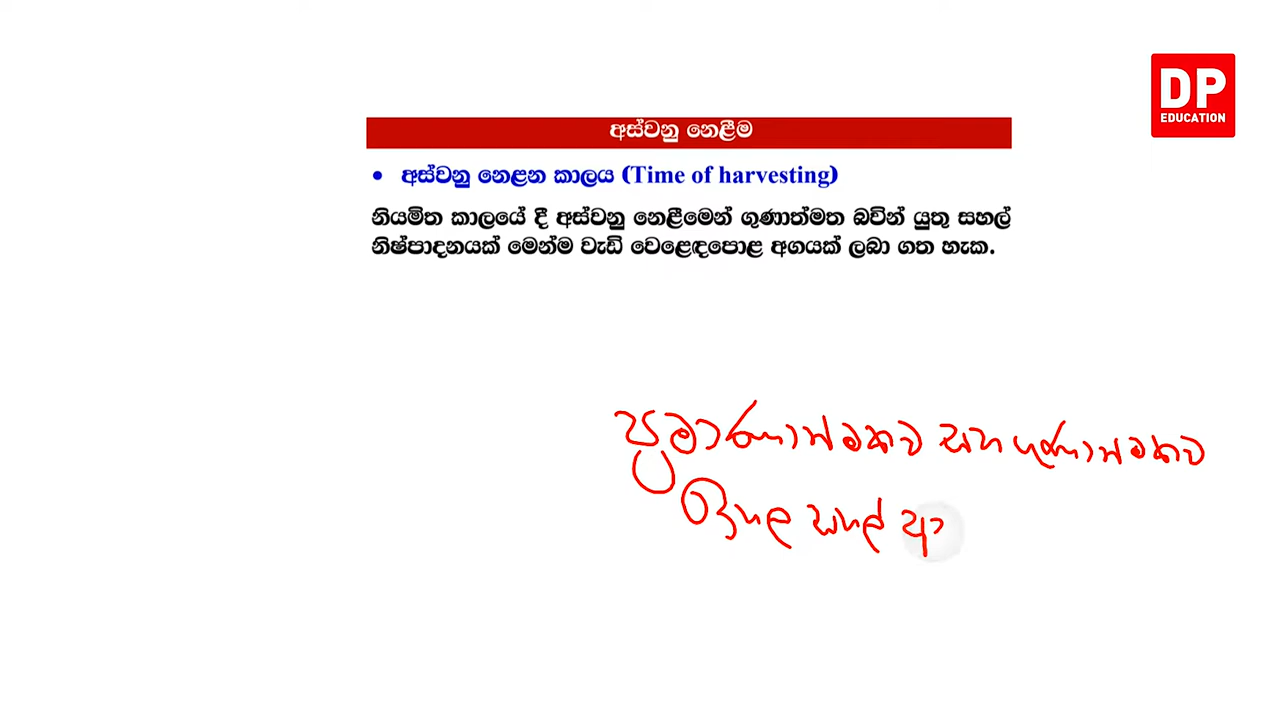 DP
EDUCATION
අස්වනු නෙළීම
• අස්වනු නෙළන කාලය (Time of harvesting)
නියමිත කාලයේ දී අස්වනු නෙළීමෙන් ගුණාත්මත බවින් යුතු සහල්
නිෂ්පාදනයක් මෙන්ම වැඩි වෙළෙඳපොළ අගයක් ලබා ගත හැක.
ප්‍රමාණාත්මකව සහ ගුණාත්මකව
ඉහල සහල් අ